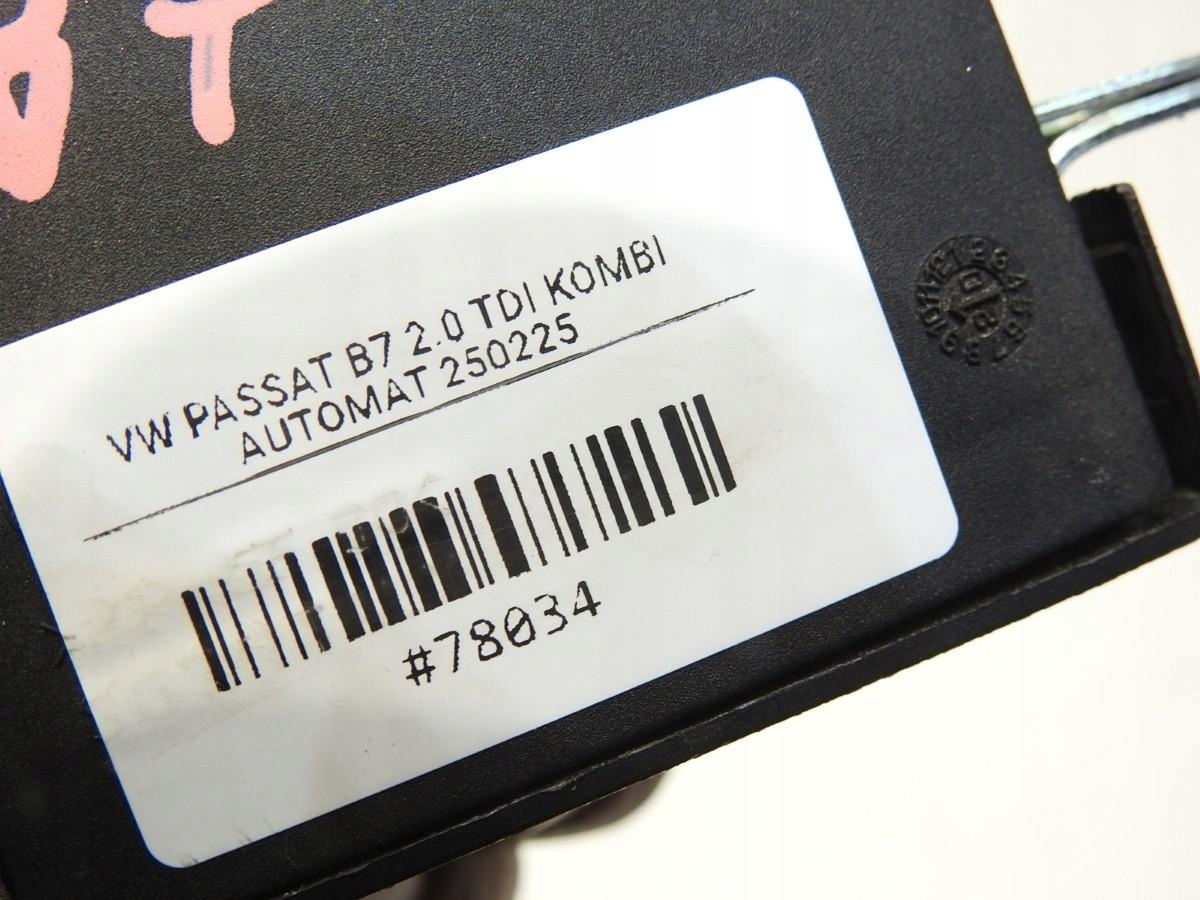 VW PASSAT B7 2.0 TDI KOMBI
AUTOMAT 250225
#78034